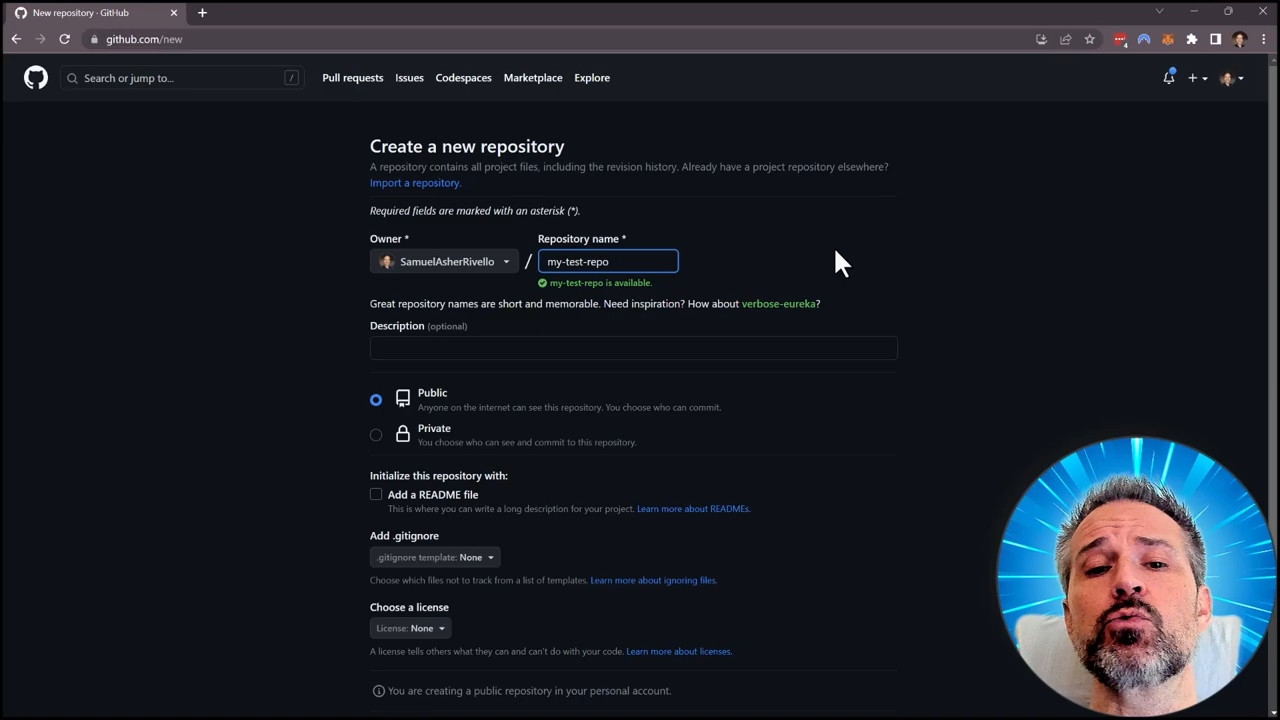 New repository · GitHub
github.com/new
4
Search or jump to...
/
Pull requests
Issues
Codespaces
Marketplace
Explore
Create a new repository
A repository contains all project files, including the revision history. Already have a project repository elsewhere?
Import a repository.
Required fields are marked with an asterisk (*).
Owner *
Repository name *
SamuelAsherRivello
/
my-test-repo
my-test-repo is available.
Great repository names are short and memorable. Need inspiration? How about verbose-eureka?
Description (optional)
Public
Anyone on the internet can see this repository. You choose who can commit.
Private
You choose who can see and commit to this repository.
Initialize this repository with:
Add a README file
This is where you can write a long description for your project. Learn more about READMEs.
Add .gitignore
.gitignore template: None
Choose which files not to track from a list of templates. Learn more about ignoring files.
Choose a license
License: None
A license tells others what they can and can't do with your code. Learn more about licenses.
You are creating a public repository in your personal account.